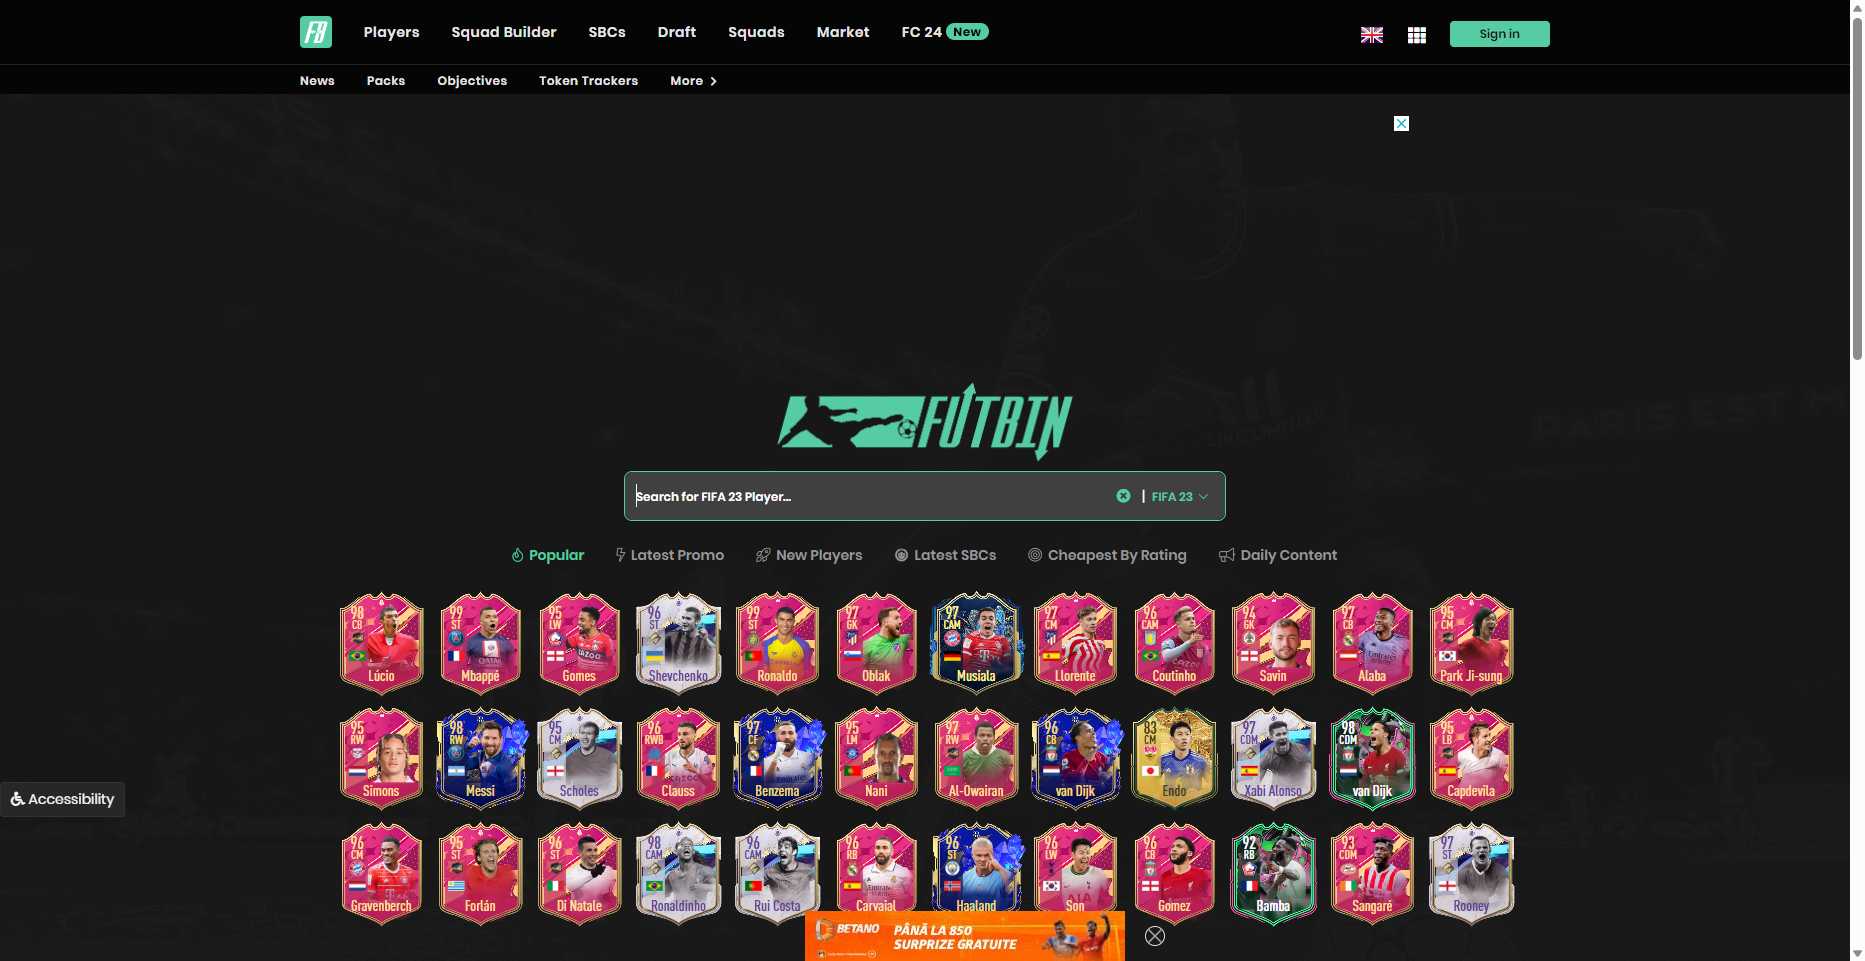 FB Players Squad Builder SBCs Draft Squads Market FC 24 New Sign in
News Packs Objectives Token Trackers More
FUTBIN
Search for FIFA 23 Player... | FIFA 23
Popular Latest Promo New Players Latest SBCs Cheapest By Rating Daily Content
98 99 95 96 99 97 97 97 96 94 97 95
CB ST LW ST ST GK CAM CM CAM GK CB CM
Lúcio Mbappé Gomes Shevchenko Ronaldo Oblak Musiala Llorente Coutinho Savin Alaba Park Ji-sung
95 98 95 96 97 95 97 96 83 97 98 95
RW RW CM RWB CF LM RW CB CM CDM CDM LB
Simons Messi Scholes Clauss Benzema Nani Al-Owairan van Dijk Endo Xabi Alonso van Dijk Capdevila
Accessibility
96 95 96 98 96 96 96 96 96 92 93 97
CM ST ST CAM CAM RB ST LW CB RB CDM ST
Gravenberch Forlán Di Natale Ronaldinho Rui Costa Carvajal Haaland Son Gomez Bamba Sangaré Rooney
BETANO PÂNĂ LA 850
SURPRIZE GRATUITE